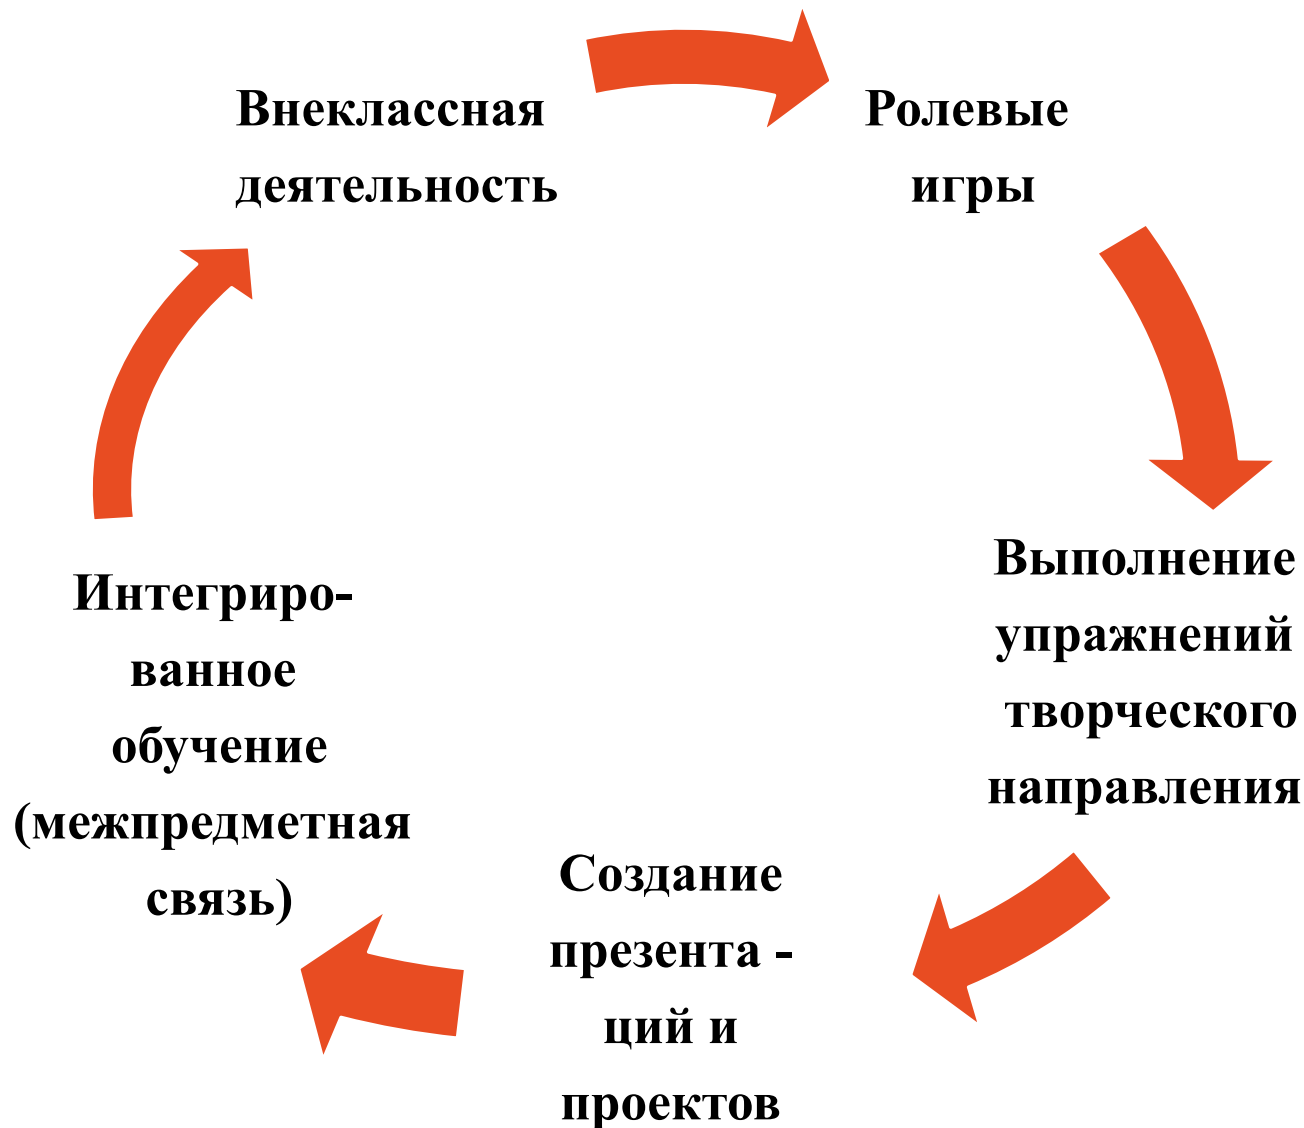 Внеклассная
деятельность
Ролевые
игры
Выполнение
упражнений
творческого
направления
Создание
презента -
ций и
проектов
Интегриро-
ванное
обучение
(межпредметная
связь)